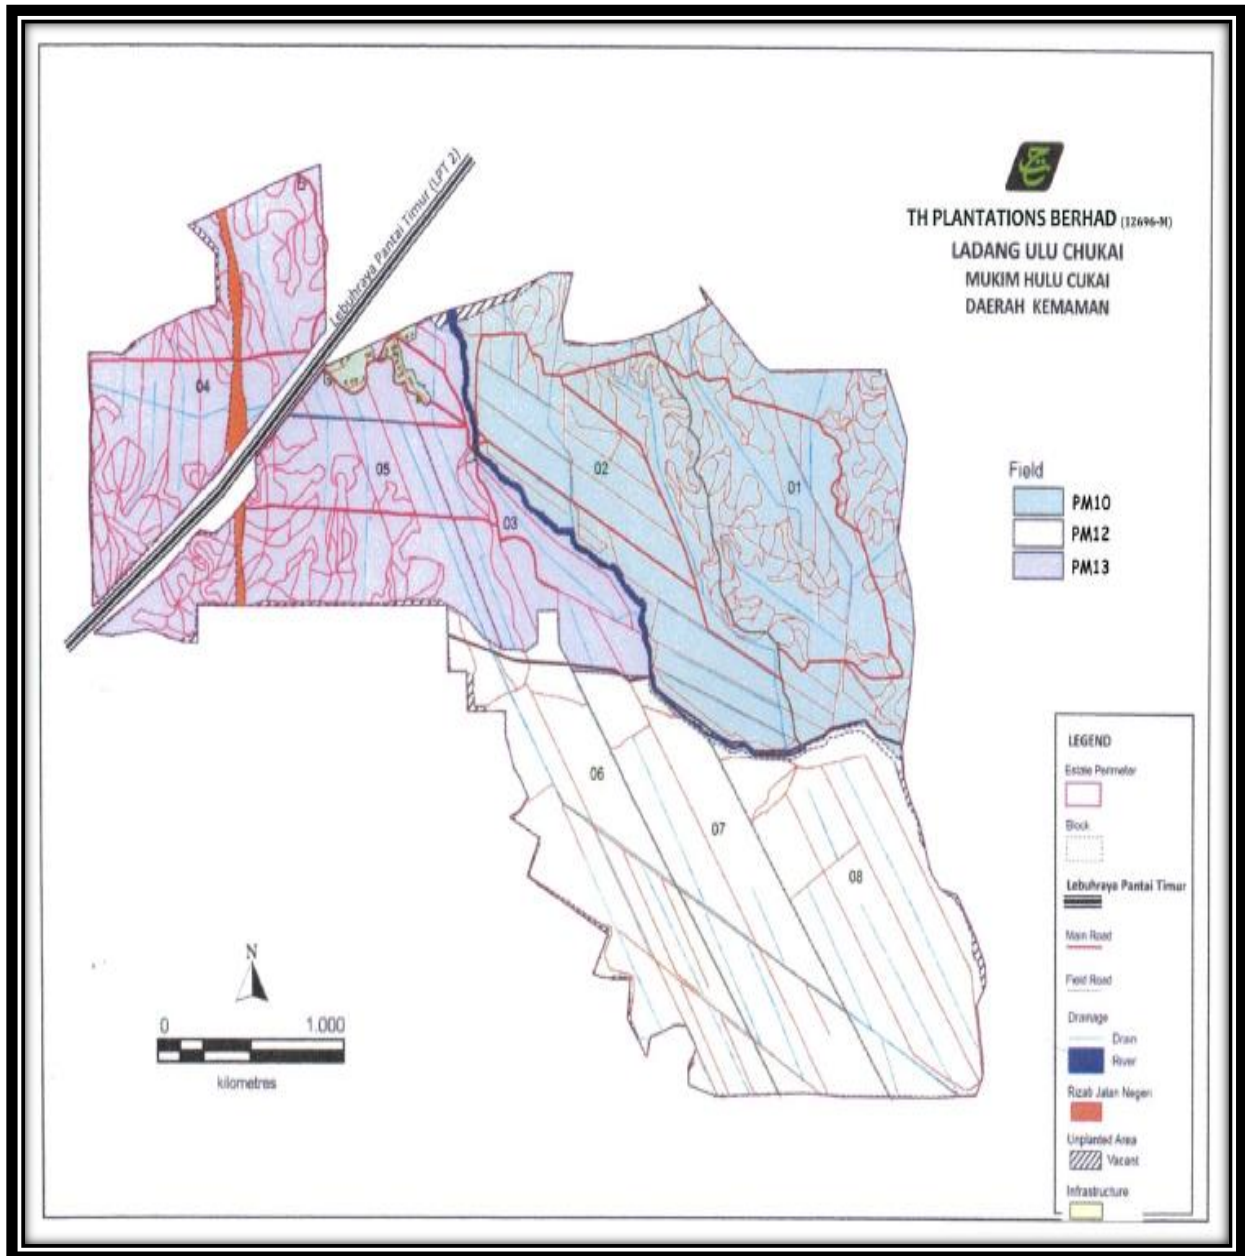 TH PLANTATIONS BERHAD (12696-M)
LADANG ULU CHUKAI
MUKIM HULU CUKAI
DAERAH KEMAMAN
Lebuhraya Pantai Timur (LPT 2)
04
05
03
02
01
06
07
08
Field
PM10
PM12
PM13
N
0 1.000
kilometres
LEGEND
Estate Perimeter
Block
Lebuhraya Pantai Timur
Main Road
Field Road
Drainage
Drain
River
Rizab Jalan Negeri
Unplanted Area
Vacant
Infrastructure